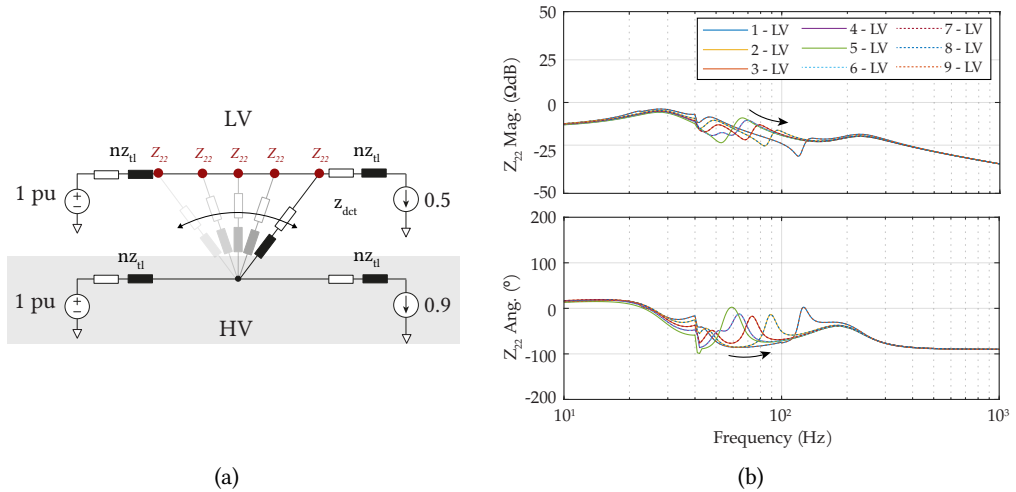 LV
nz_tl
Z_22
Z_22
Z_22
Z_22
Z_22
nz_tl
1 pu
z_dct
0.5
nz_tl
nz_tl
1 pu
0.9
HV
(a)
50
25
0
-25
-50
Z_22 Mag. (ΩdB)
1 - LV
2 - LV
3 - LV
4 - LV
5 - LV
6 - LV
7 - LV
8 - LV
9 - LV
200
100
0
-100
-200
Z_22 Ang. (º)
10^1
10^2
10^3
Frequency (Hz)
(b)